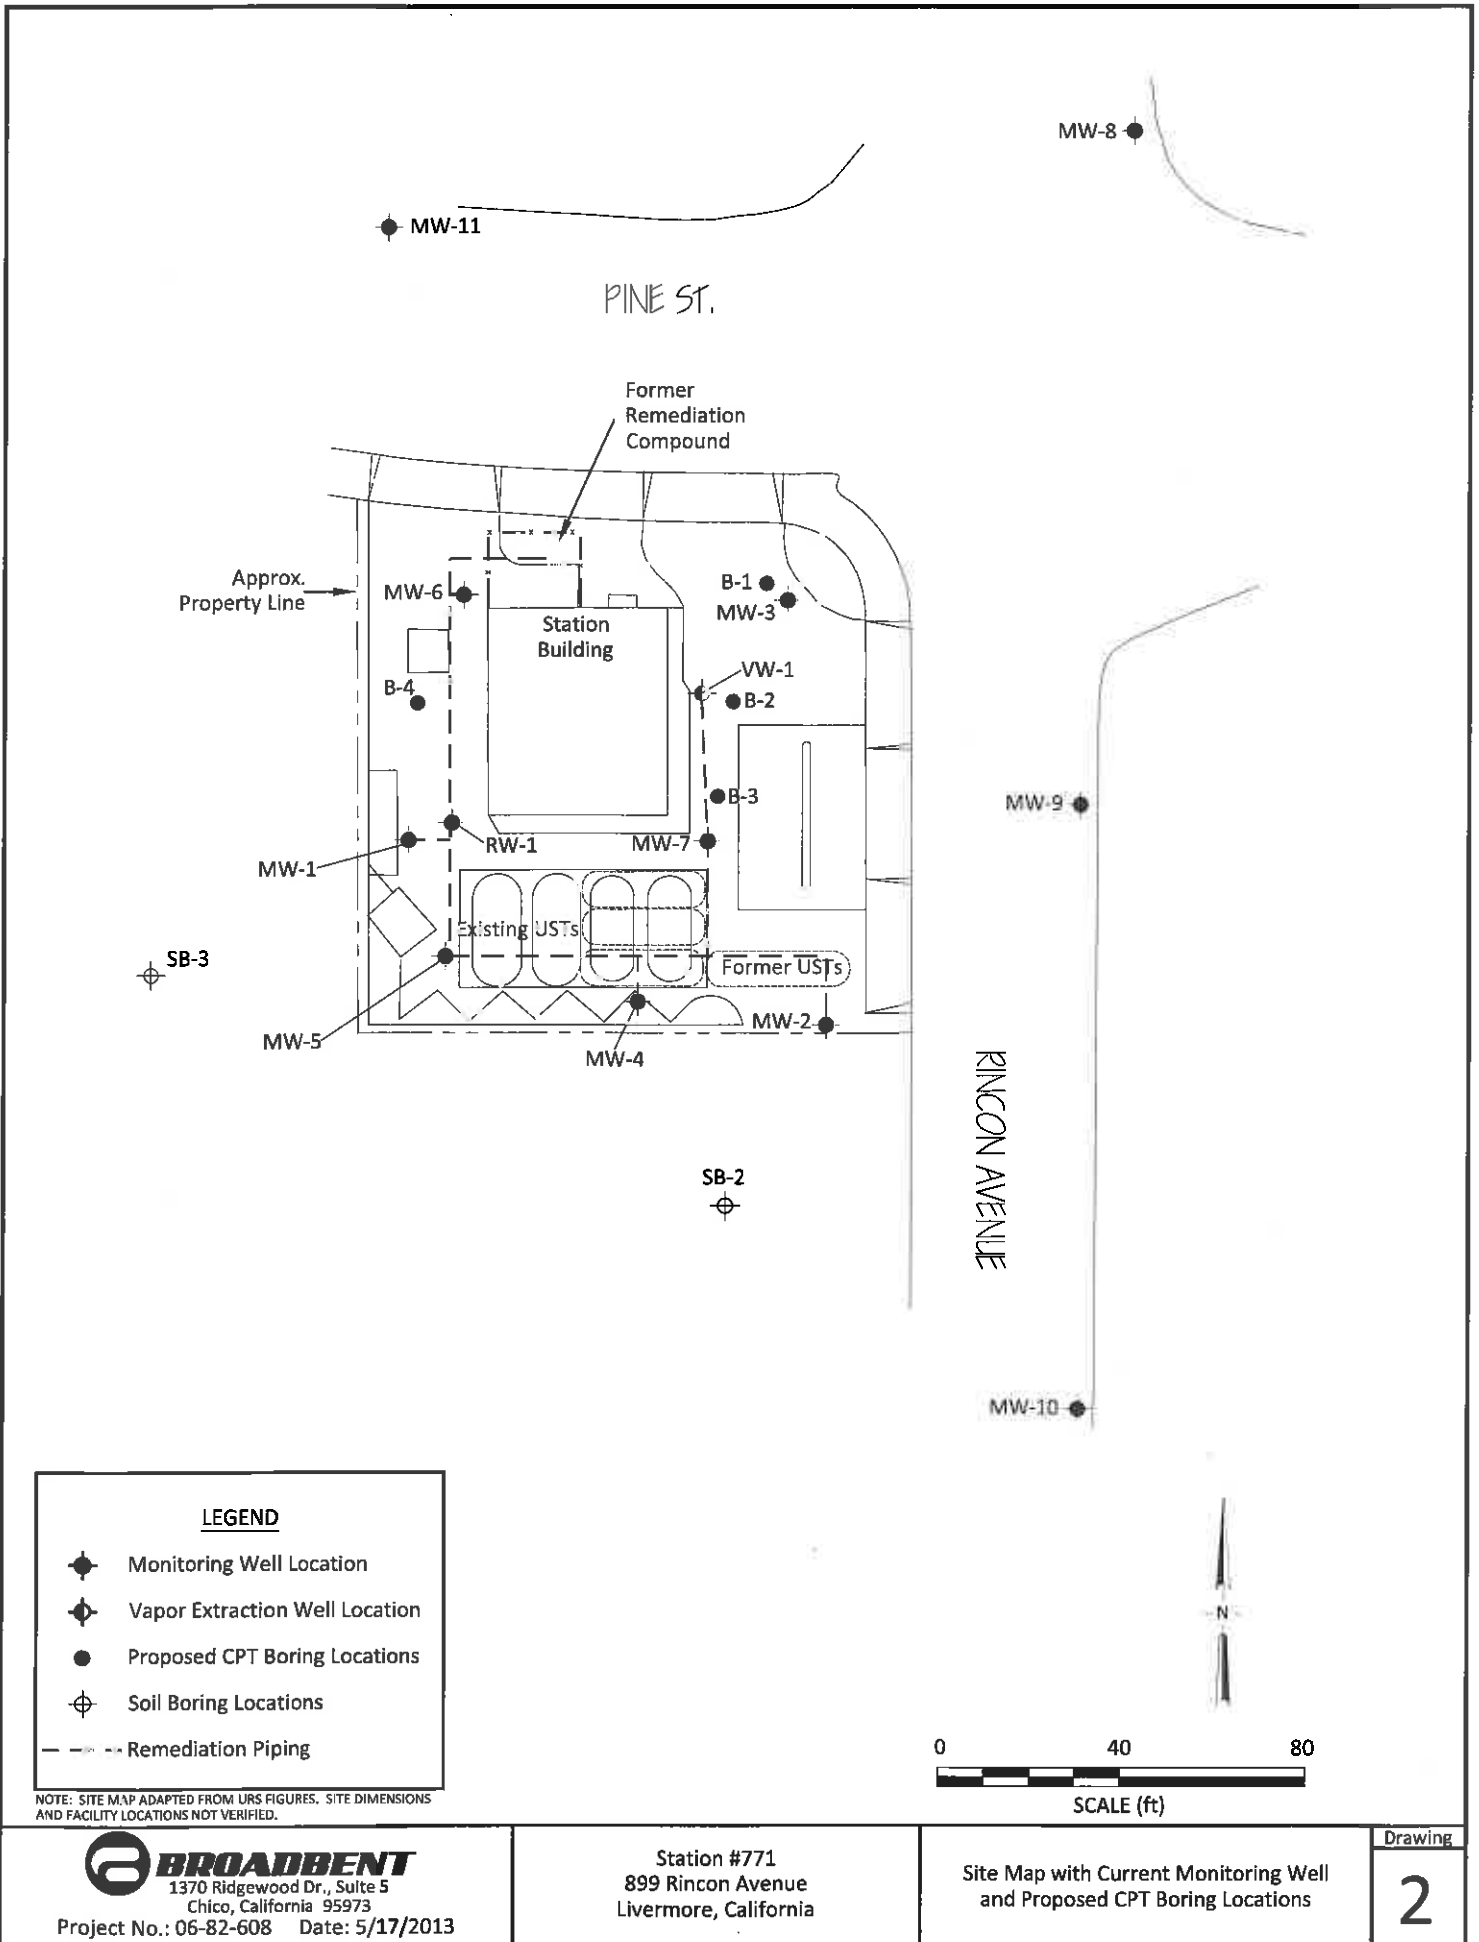 MW-8
MW-11
PINE ST.
Former
Remediation
Compound
Approx.
Property Line
MW-6
B-1
MW-3
Station
Building
VW-1
B-4
B-2
B-3
MW-9
RW-1
MW-7
MW-1
Existing USTs
SB-3
Former USTs
MW-2
MW-5
MW-4
RINCON AVENUE
SB-2
MW-10
LEGEND
Monitoring Well Location
Vapor Extraction Well Location
Proposed CPT Boring Locations
Soil Boring Locations
Remediation Piping
N
0 40 80
SCALE (ft)
NOTE: SITE MAP ADAPTED FROM URS FIGURES. SITE DIMENSIONS
AND FACILITY LOCATIONS NOT VERIFIED.
BROADBENT
1370 Ridgewood Dr., Suite 5
Chico, California 95973
Project No.: 06-82-608 Date: 5/17/2013
Station #771
899 Rincon Avenue
Livermore, California
Site Map with Current Monitoring Well
and Proposed CPT Boring Locations
Drawing
2